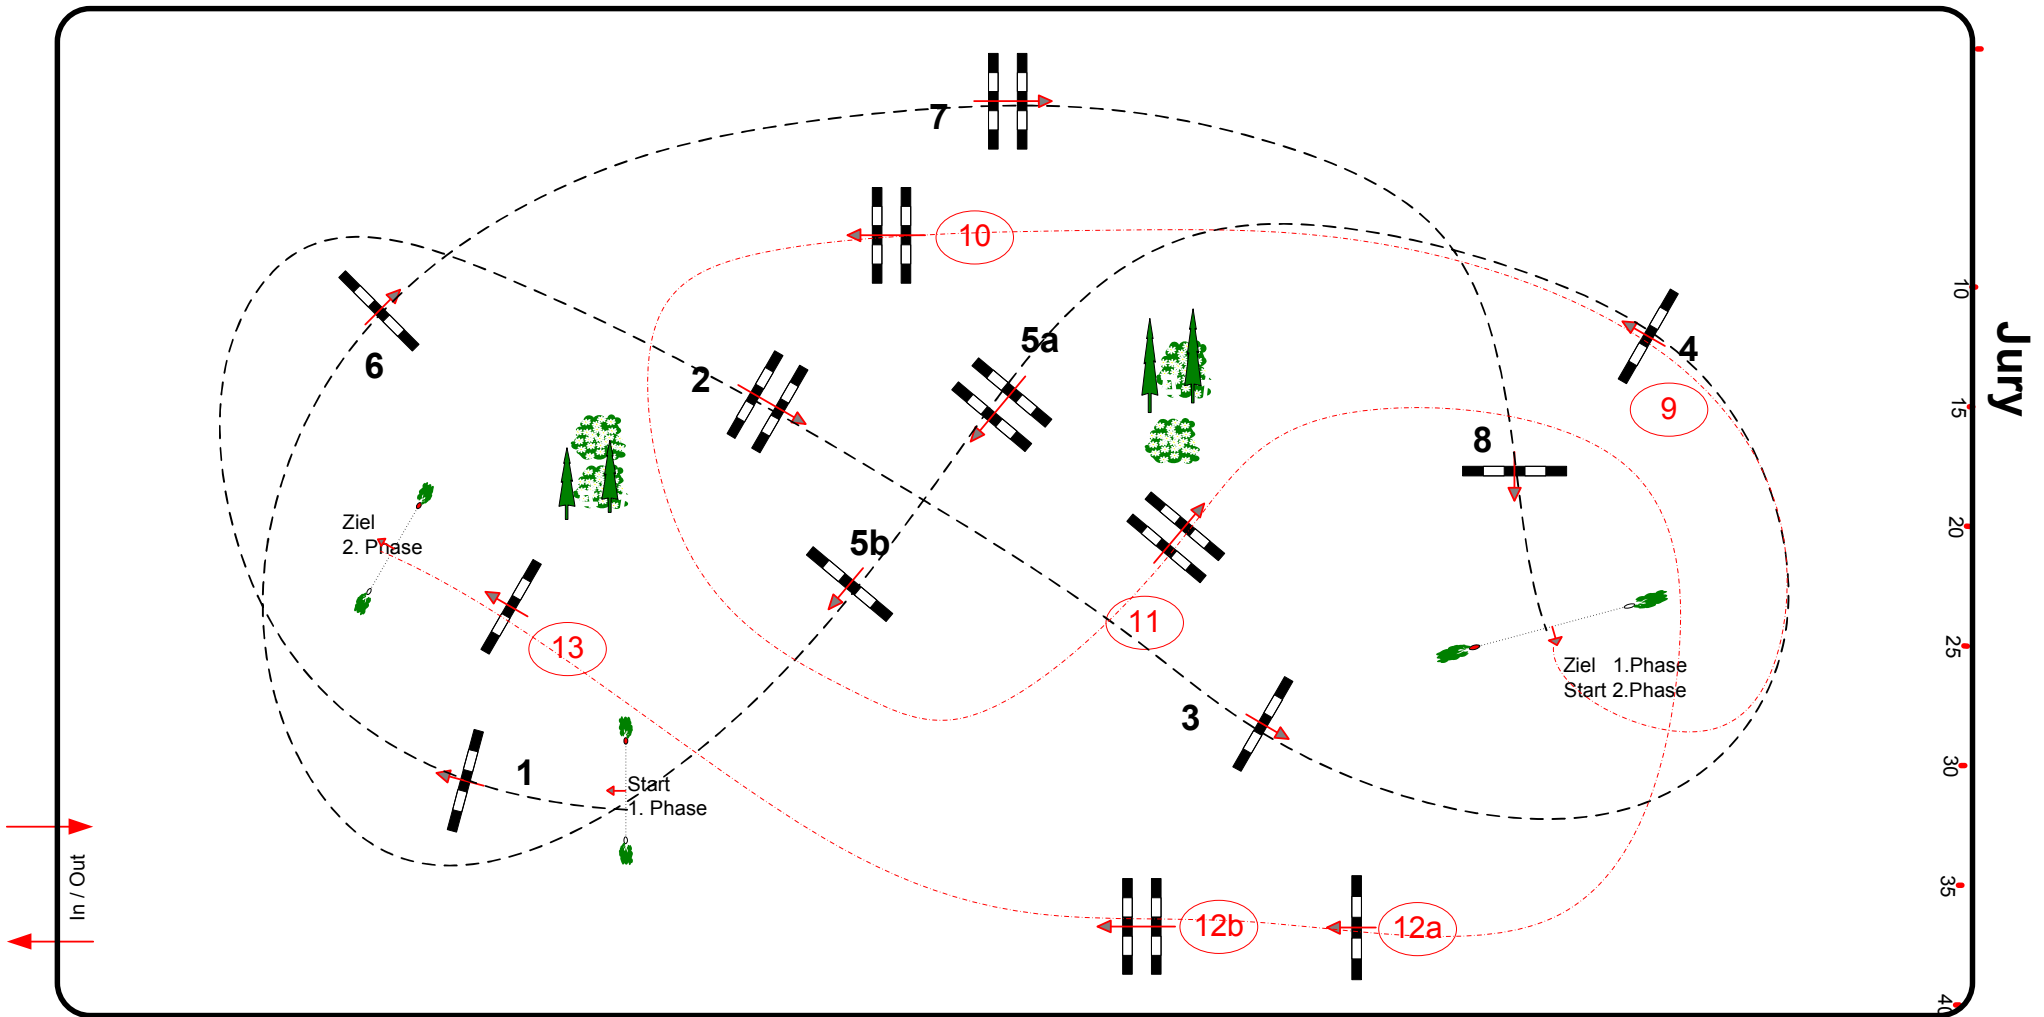 7
10
10
Jury
5a
4
6
2
9
15
8
Ziel
2. Phase
5b
20
11
13
25
Ziel 1.Phase
Start 2.Phase
3
1
Start
1. Phase
30
In / Out
35
12b
12a
40